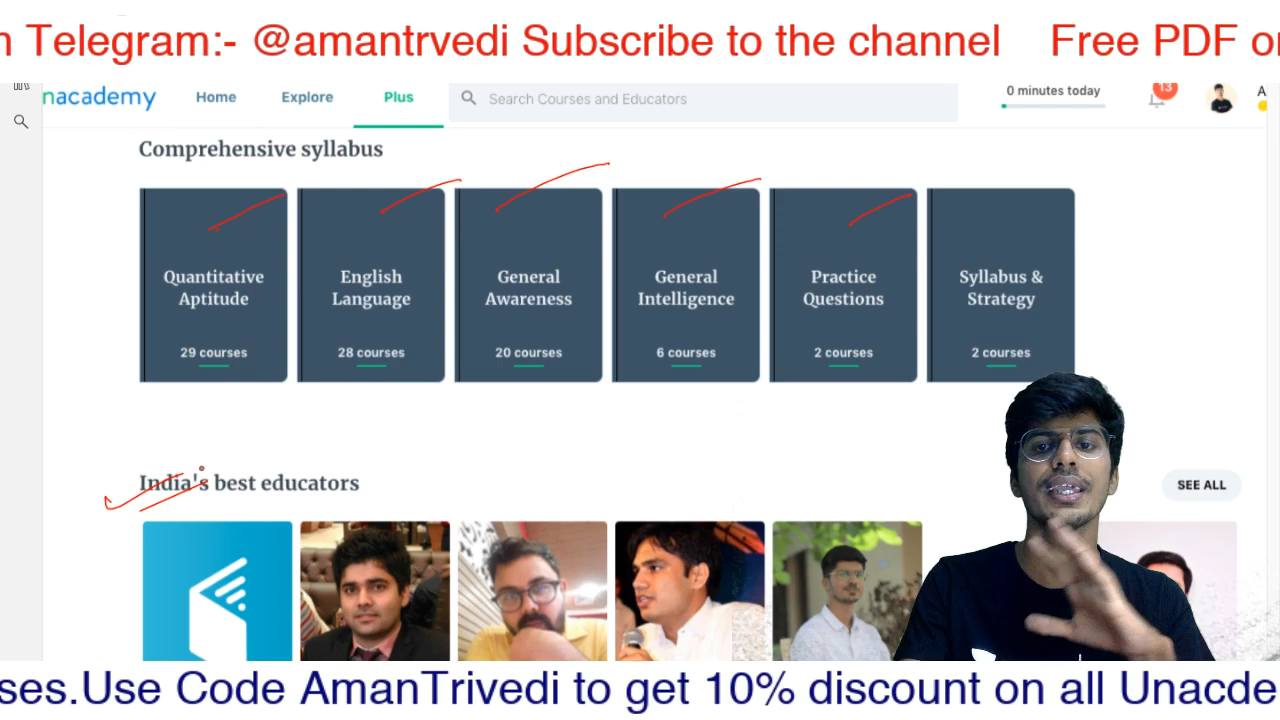 Telegram:- @amantrvedi Subscribe to the channel Free PDF
nacademy Home Explore Plus Search Courses and Educators 0 minutes today 13 A
Comprehensive syllabus
Quantitative Aptitude
29 courses
English Language
28 courses
General Awareness
20 courses
General Intelligence
6 courses
Practice Questions
2 courses
Syllabus & Strategy
2 courses
India's best educators
SEE ALL
ses.Use Code AmanTrivedi to get 10% discount on all Unacde